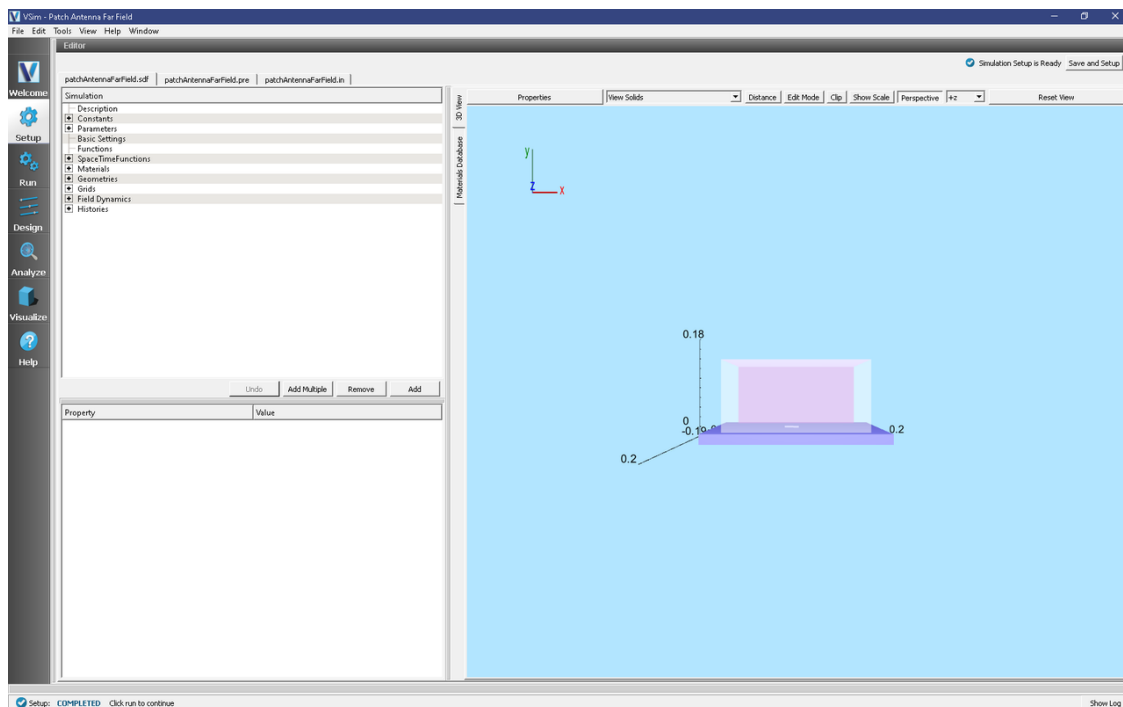 VSim - Patch Antenna Far Field
File Edit Tools View Help Window
Editor
Simulation Setup is Ready Save and Setup
Welcome
Setup
Run
Design
Analyze
Visualize
Help
patchAntennaFarField.sdf patchAntennaFarField.pre patchAntennaFarField.in
Simulation
Description
Constants
Parameters
Basic Settings
Functions
SpaceTimeFunctions
Materials
Geometries
Grids
Field Dynamics
Histories
Undo Add Multiple Remove Add
Property Value
3D View
Materials Database
Properties View Solids Distance Edit Mode Clip Show Scale Perspective +z Reset View
y
z x
0.18
0
-0.19 0.2
0.2
Setup: COMPLETED Click run to continue Show Log